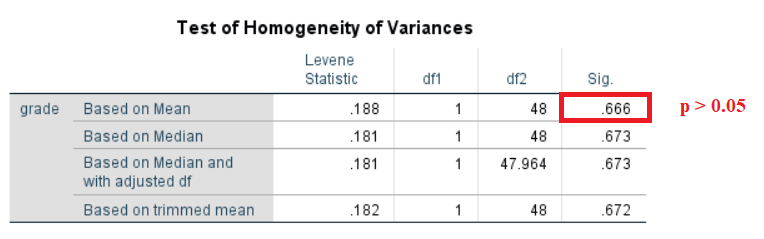 Test of Homogeneity of Variances
Levene
Statistic df1 df2 Sig.
grade Based on Mean .188 1 48 .666 p > 0.05
Based on Median .181 1 48 .673
Based on Median and .181 1 47.964 .673
with adjusted df
Based on trimmed mean .182 1 48 .672